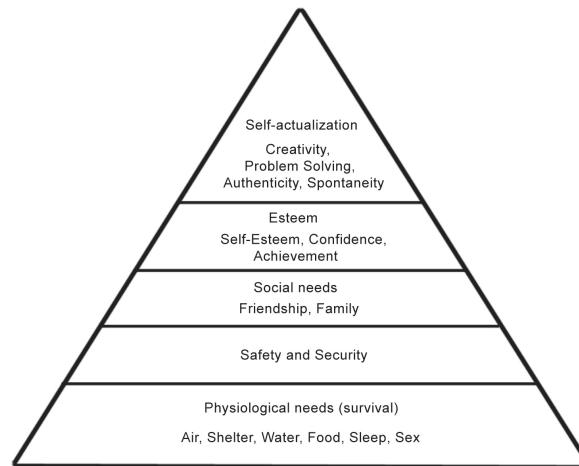 Self-actualization
Creativity,
Problem Solving,
Authenticity, Spontaneity
Esteem
Self-Esteem, Confidence,
Achievement
Social needs
Friendship, Family
Safety and Security
Physiological needs (survival)
Air, Shelter, Water, Food, Sleep, Sex